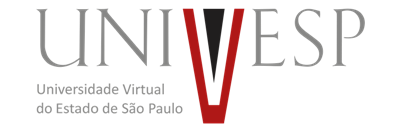 UNIVESP
Universidade Virtual
do Estado de São Paulo